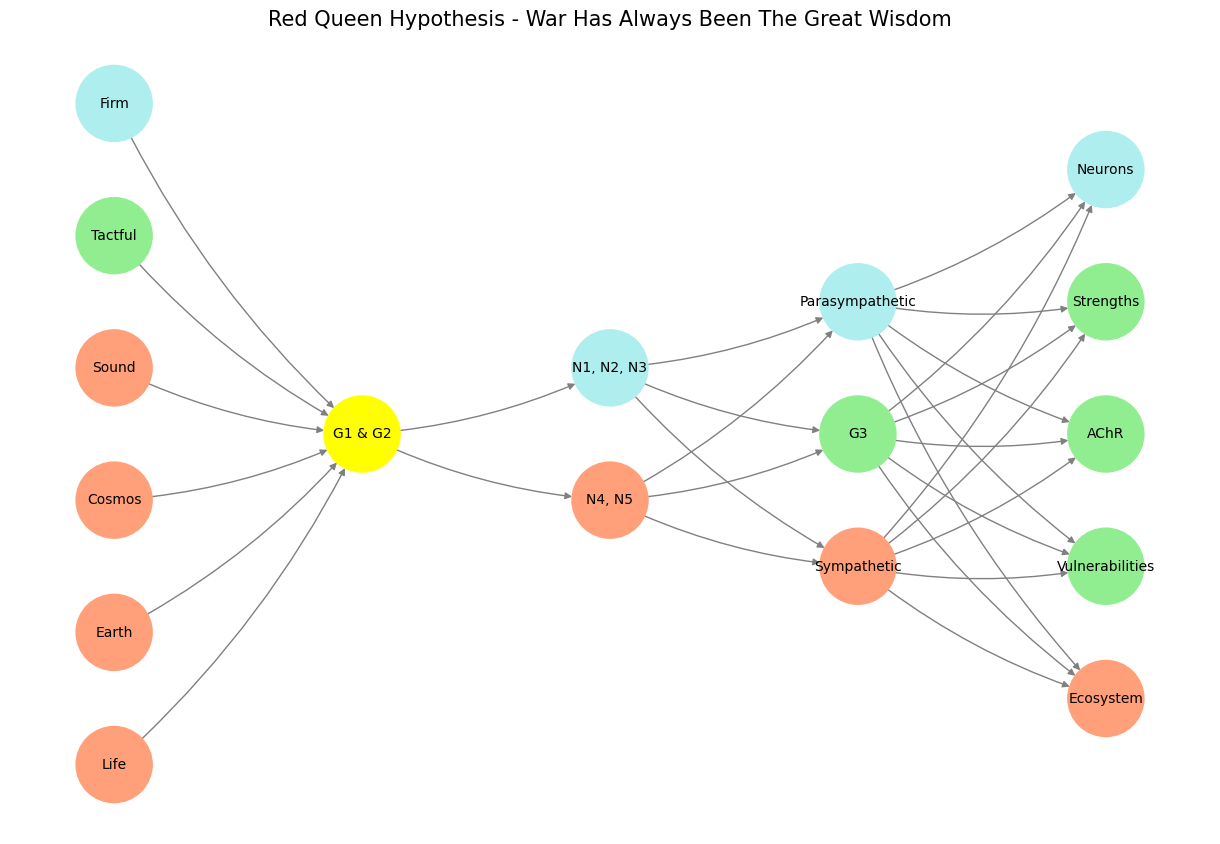 Red Queen Hypothesis - War Has Always Been The Great Wisdom
Firm
Tactful
Sound
Cosmos
Earth
Life
G1 & G2
N1, N2, N3
N4, N5
Parasympathetic
G3
Sympathetic
Neurons
Strengths
AChR
Vulnerabilities
Ecosystem